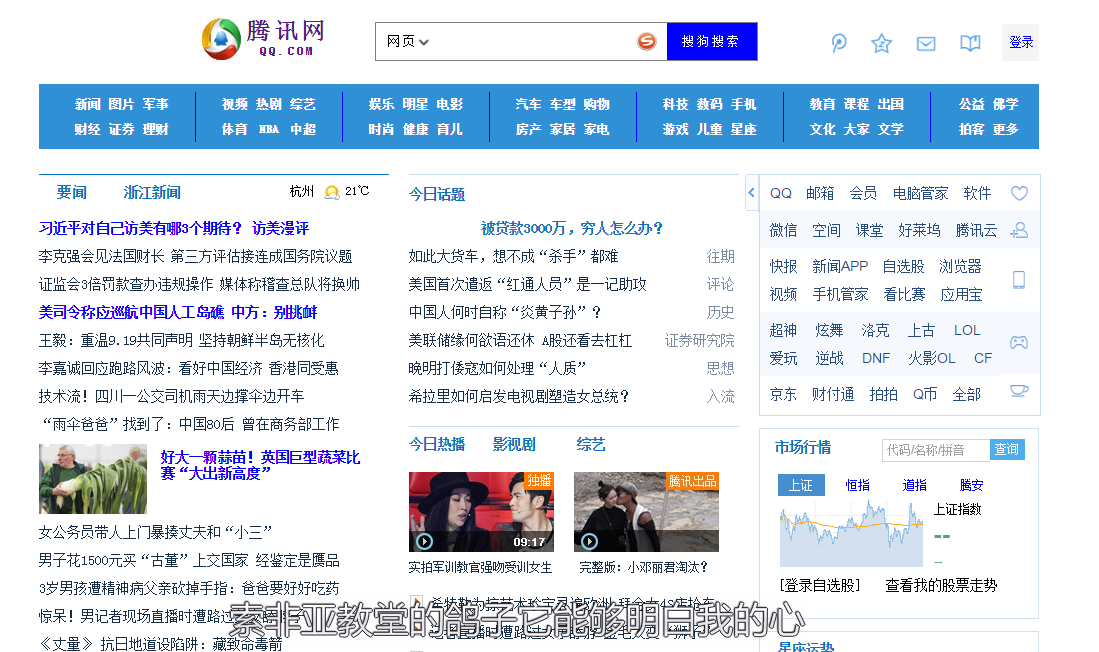 腾讯网
QQ.COM
网页
搜狗搜索
登录
新闻 图片 军事
财经 证券 理财
视频 热剧 综艺
体育 NBA 中超
娱乐 明星 电影
时尚 健康 育儿
汽车 车型 购物
房产 家居 家电
科技 数码 手机
游戏 儿童 星座
教育 课程 出国
文化 大家 文学
公益 佛学
拍客 更多
要闻 浙江新闻 杭州 21℃
习近平对自己访美有哪3个期待? 访美漫评
李克强会见法国财长 第三方评估接连成国务院议题
证监会3倍罚款查办违规操作 媒体称稽查总队将换帅
美司令称应巡航中国人工岛礁 中方：别挑衅
王毅：重温9.19共同声明 坚持朝鲜半岛无核化
李嘉诚回应跑路风波：看好中国经济 香港同受惠
技术流！四川一公交司机雨天边撑伞边开车
“雨伞爸爸”找到了：中国80后 曾在商务部工作
好大一颗蒜苗！英国巨型蔬菜比
赛“大出新高度”
女公务员带人上门暴揍丈夫和“小三”
男子花1500元买“古董”上交国家 经鉴定是赝品
3岁男孩遭精神病父亲砍掉手指：爸爸要好好吃药
惊呆！男记者现场直播时遭路过
《丈量》 抗日地道设陷阱：藏致命毒箭
今日话题
被贷款3000万，穷人怎么办?
如此大货车，想不成“杀手”都难 往期
美国首次遣返“红通人员”是一记助攻 评论
中国人何时自称“炎黄子孙”？ 历史
美联储缘何欲语还休 A股还看去杠杠 证券研究院
晚明打倭寇如何处理“人质” 思想
希拉里如何启发电视剧塑造女总统? 入流
今日热播 影视剧 综艺
独播
09:17
腾讯出品
实拍军训教官强吻受训女生
完整版：小邓丽君淘汰?
索非亚教堂的鸽子它能够明白我的心
QQ 邮箱 会员 电脑管家 软件
微信 空间 课堂 好莱坞 腾讯云
快报 新闻APP 自选股 浏览器
视频 手机管家 看比赛 应用宝
超神 炫舞 洛克 上古 LOL
爱玩 逆战 DNF 火影OL CF
京东 财付通 拍拍 Q币 全部
市场行情 代码/名称/拼音 查询
上证 恒指 道指 腾安
上证指数
--
--
[登录自选股] 查看我的股票走势
星座运势